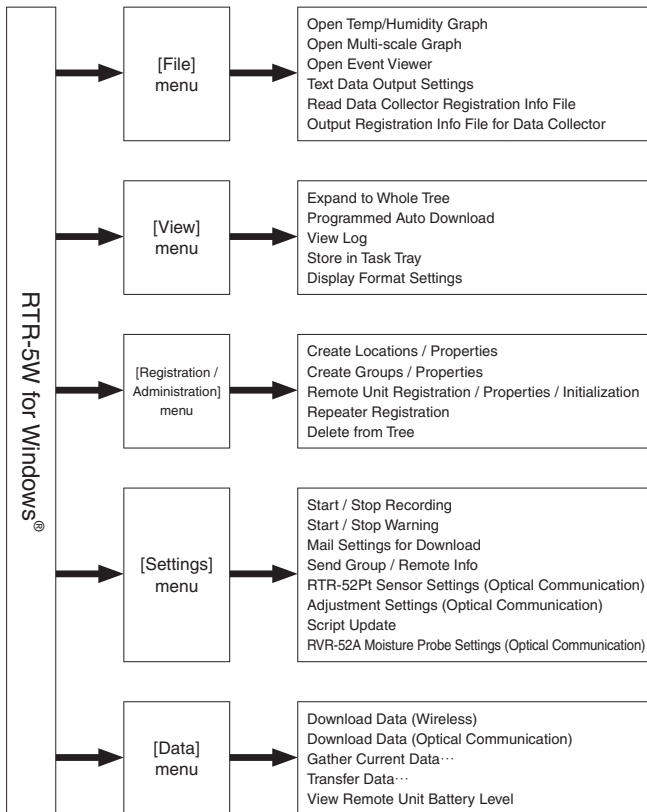 RTR-5W for Windows®
[File]
menu
Open Temp/Humidity Graph
Open Multi-scale Graph
Open Event Viewer
Text Data Output Settings
Read Data Collector Registration Info File
Output Registration Info File for Data Collector
[View]
menu
Expand to Whole Tree
Programmed Auto Download
View Log
Store in Task Tray
Display Format Settings
[Registration /
Administration]
menu
Create Locations / Properties
Create Groups / Properties
Remote Unit Registration / Properties / Initialization
Repeater Registration
Delete from Tree
[Settings]
menu
Start / Stop Recording
Start / Stop Warning
Mail Settings for Download
Send Group / Remote Info
RTR-52Pt Sensor Settings (Optical Communication)
Adjustment Settings (Optical Communication)
Script Update
RVR-52A Moisture Probe Settings (Optical Communication)
[Data]
menu
Download Data (Wireless)
Download Data (Optical Communication)
Gather Current Data···
Transfer Data···
View Remote Unit Battery Level